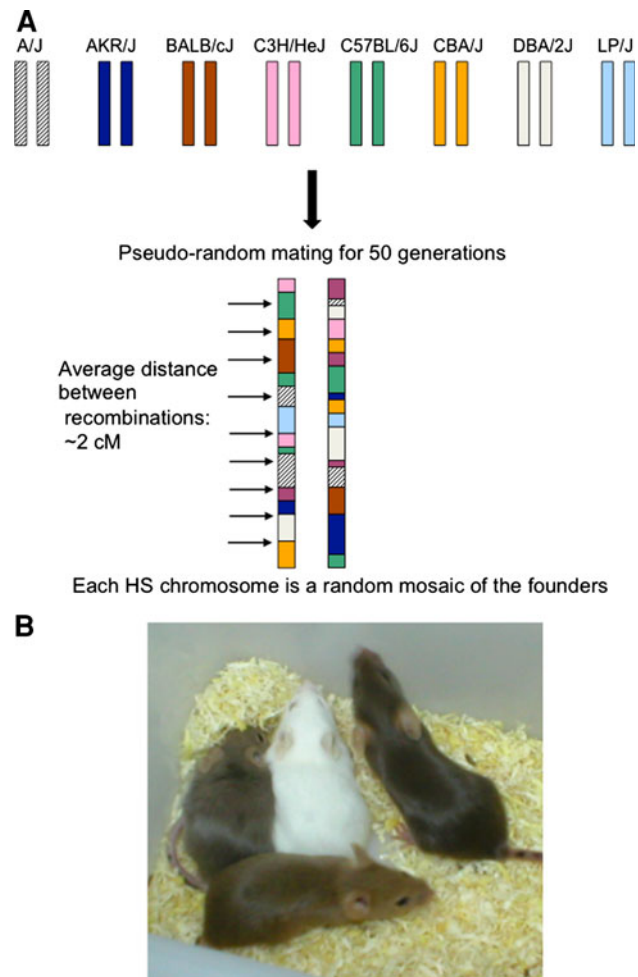 A
A/J AKR/J BALB/cJ C3H/HeJ C57BL/6J CBA/J DBA/2J LP/J
Pseudo-random mating for 50 generations
Average distance
between
recombinations:
~2 cM
Each HS chromosome is a random mosaic of the founders
B